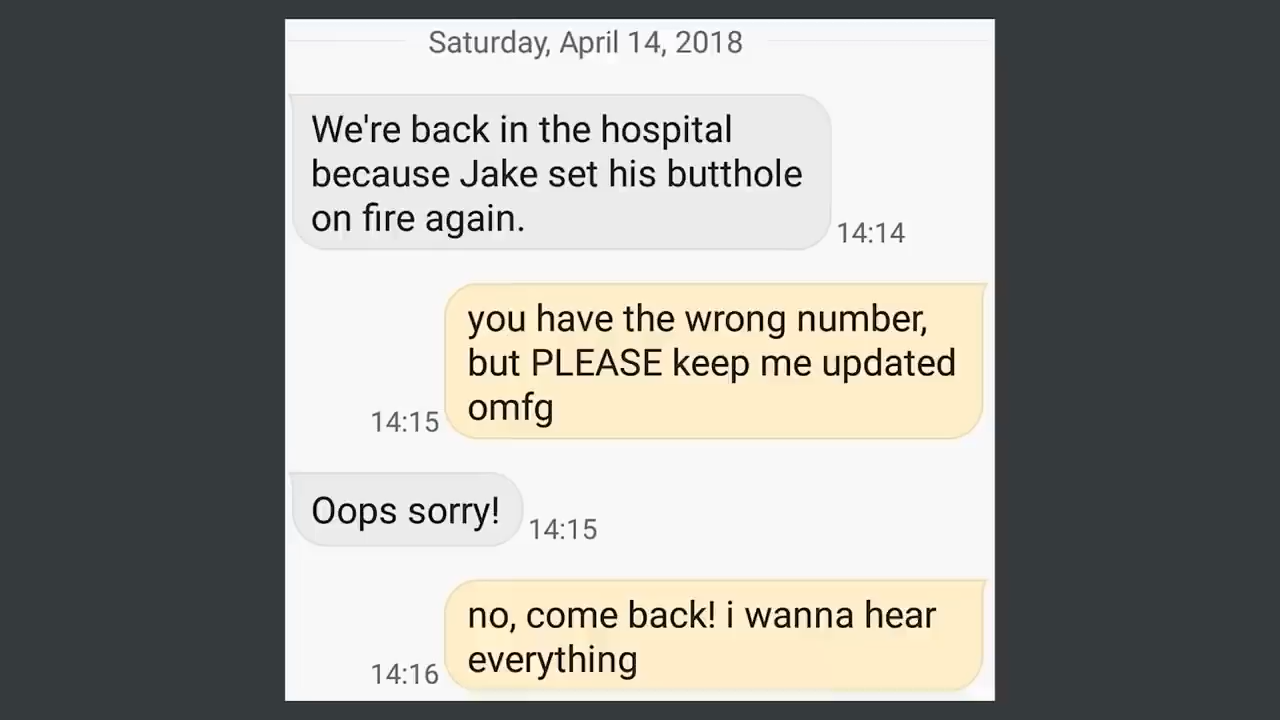 Saturday, April 14, 2018
We're back in the hospital
because Jake set his butthole
on fire again.
14:14
you have the wrong number,
but PLEASE keep me updated
omfg
14:15
Oops sorry!
14:15
no, come back! i wanna hear
everything
14:16